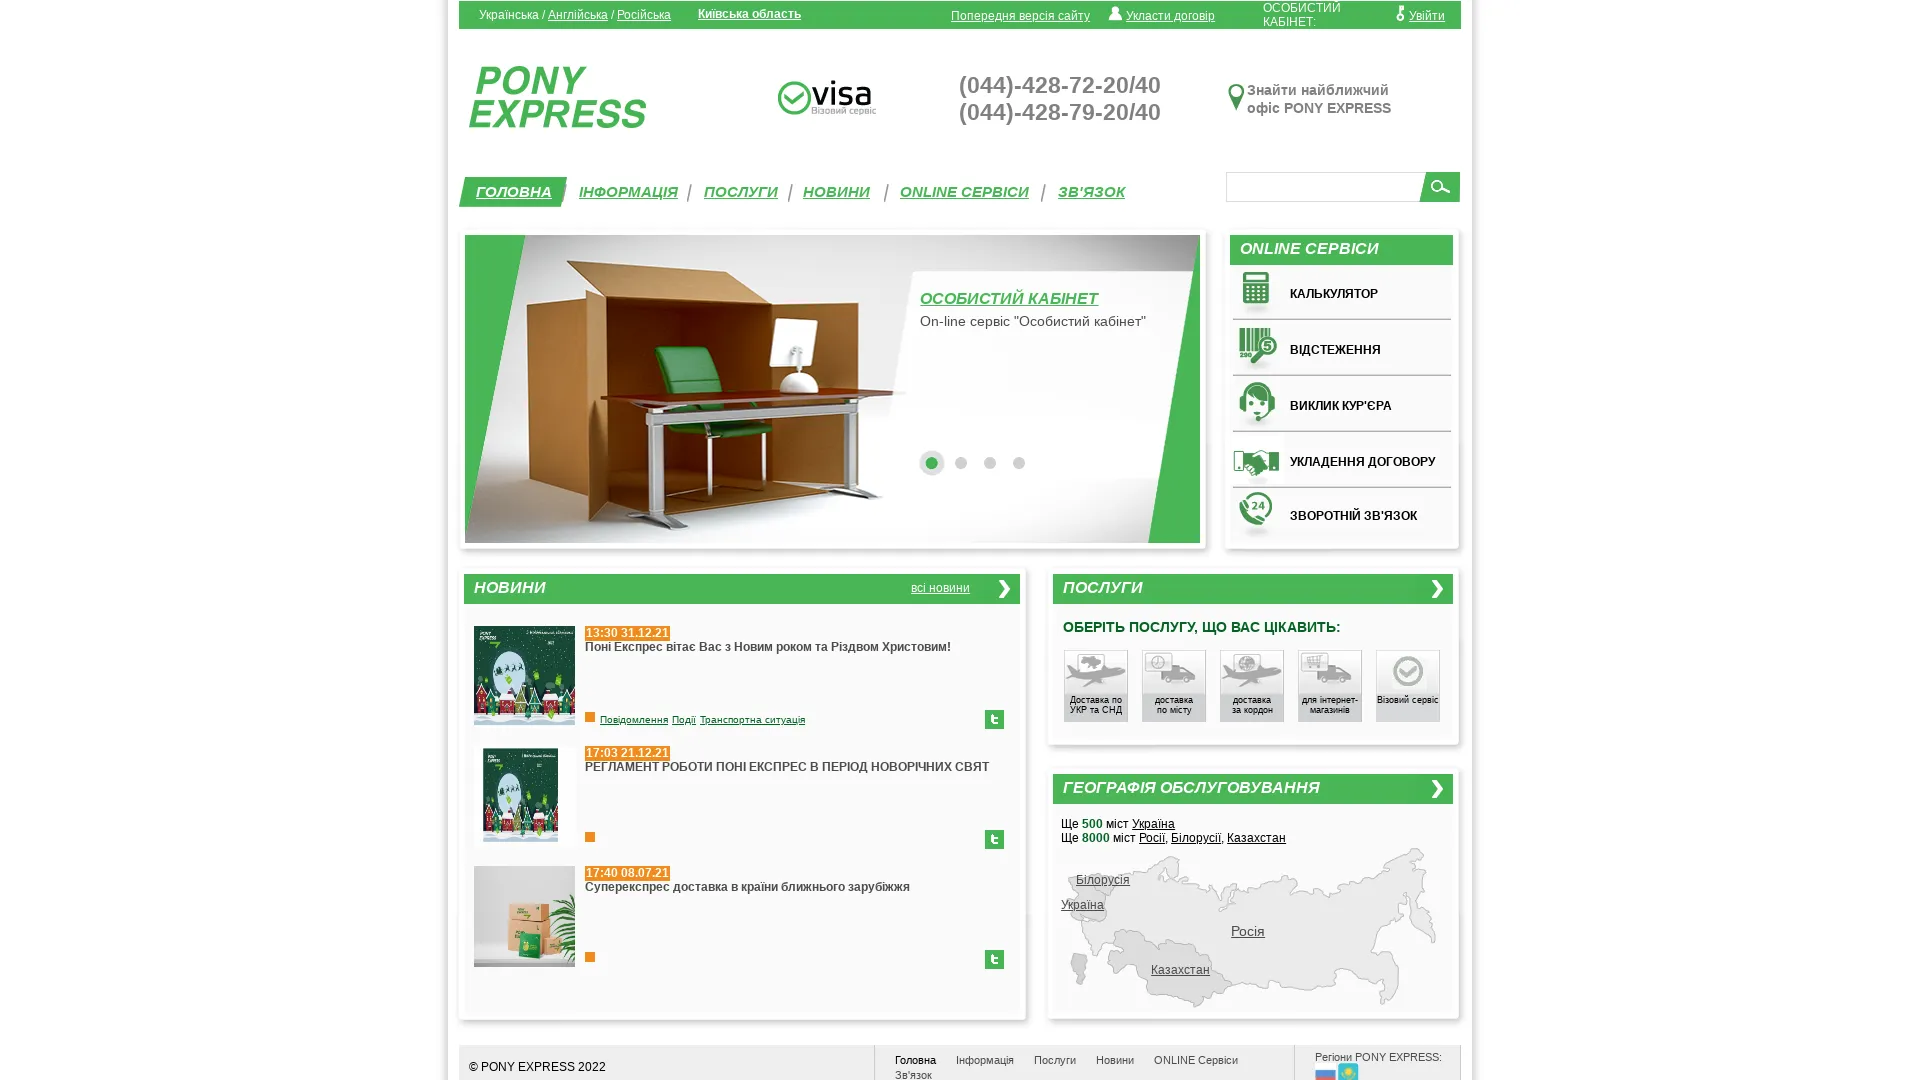 Українська / Англійська / Російська
Київська область
Попередня версія сайту
Укласти договір
ОСОБИСТИЙ
КАБІНЕТ:
Увійти
PONY
EXPRESS
visa
Візовий сервіс
(044)-428-72-20/40
(044)-428-79-20/40
Знайти найближчий
офіс PONY EXPRESS
ГОЛОВНА
ІНФОРМАЦІЯ
ПОСЛУГИ
НОВИНИ
ONLINE СЕРВІСИ
ЗВ'ЯЗОК
ОСОБИСТИЙ КАБІНЕТ
On-line сервіс "Особистий кабінет"
ONLINE СЕРВІСИ
КАЛЬКУЛЯТОР
ВІДСТЕЖЕННЯ
ВИКЛИК КУР'ЄРА
УКЛАДЕННЯ ДОГОВОРУ
24
ЗВОРОТНІЙ ЗВ'ЯЗОК
НОВИНИ
всі новини
13:30 31.12.21
Поні Експрес вітає Вас з Новим роком та Різдвом Христовим!
Повідомлення Події Транспортна ситуація
17:03 21.12.21
РЕГЛАМЕНТ РОБОТИ ПОНІ ЕКСПРЕС В ПЕРІОД НОВОРІЧНИХ СВЯТ
17:40 08.07.21
Суперекспрес доставка в країни ближнього зарубіжжя
ПОСЛУГИ
ОБЕРІТЬ ПОСЛУГУ, ЩО ВАС ЦІКАВИТЬ:
Доставка по
УКР та СНД
доставка
по місту
доставка
за кордон
для інтернет-
магазинів
Візовий сервіс
ГЕОГРАФІЯ ОБСЛУГОВУВАННЯ
Ще 500 міст Україна
Ще 8000 міст Росії, Білорусії, Казахстан
Білорусія
Україна
Росія
Казахстан
© PONY EXPRESS 2022
Головна
Інформація
Послуги
Новини
ONLINE Сервіси
Зв'язок
Регіони PONY EXPRESS: